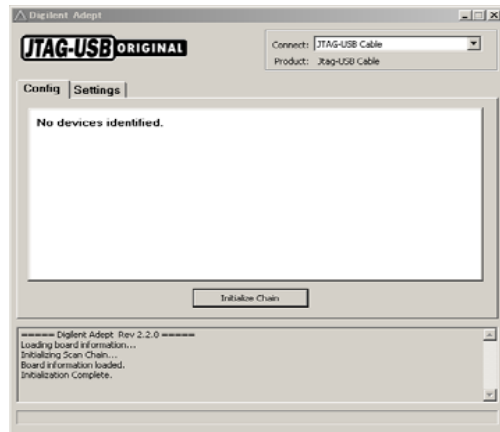 Digilent Adept
JTAG-USB ORIGINAL
Connect: JTAG-USB Cable
Product: Jtag-USB Cable
Config Settings
No devices identified.
Initialize Chain
===== Digilent Adept Rev 2.2.0 =====
Loading board information...
Initializing Scan Chain...
Board information loaded.
Initialization Complete.